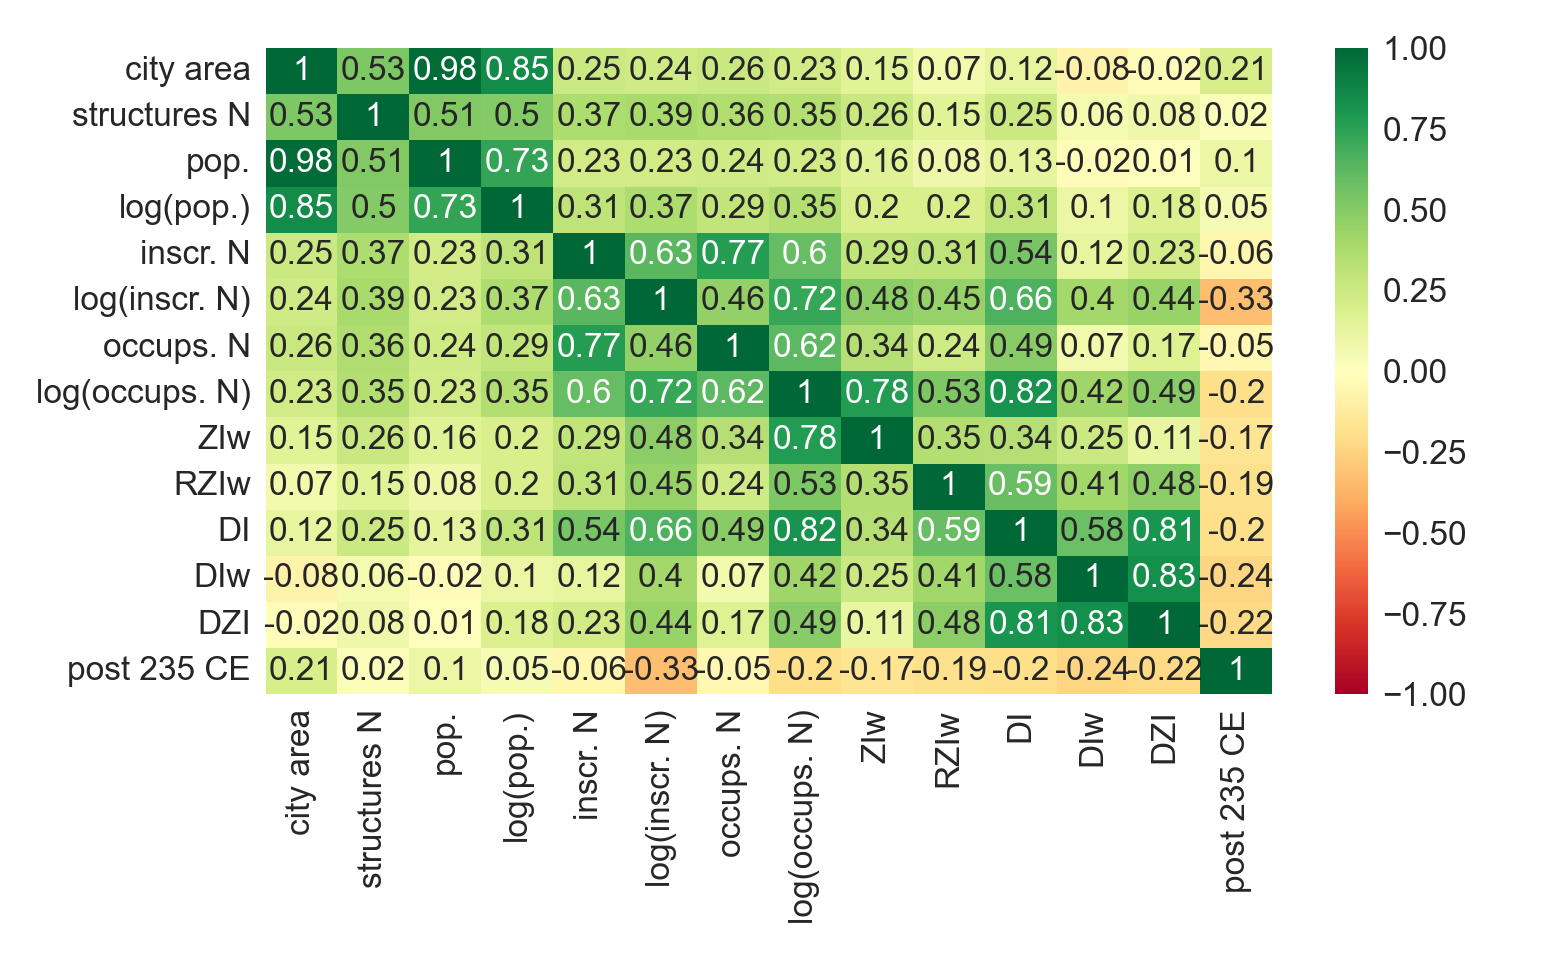 city area 1 0.53 0.98 0.85 0.25 0.24 0.26 0.23 0.15 0.07 0.12 -0.08 -0.02 0.21
structures N 0.53 1 0.51 0.5 0.37 0.39 0.36 0.35 0.26 0.15 0.25 0.06 0.08 0.02
pop. 0.98 0.51 1 0.73 0.23 0.23 0.24 0.23 0.16 0.08 0.13 -0.02 0.01 0.1
log(pop.) 0.85 0.5 0.73 1 0.31 0.37 0.29 0.35 0.2 0.2 0.31 0.1 0.18 0.05
inscr. N 0.25 0.37 0.23 0.31 1 0.63 0.77 0.6 0.29 0.31 0.54 0.12 0.23 -0.06
log(inscr. N) 0.24 0.39 0.23 0.37 0.63 1 0.46 0.72 0.48 0.45 0.66 0.4 0.44 -0.33
occups. N 0.26 0.36 0.24 0.29 0.77 0.46 1 0.62 0.34 0.24 0.49 0.07 0.17 -0.05
log(occups. N) 0.23 0.35 0.23 0.35 0.6 0.72 0.62 1 0.78 0.53 0.82 0.42 0.49 -0.2
ZIw 0.15 0.26 0.16 0.2 0.29 0.48 0.34 0.78 1 0.35 0.34 0.25 0.11 -0.17
RZIw 0.07 0.15 0.08 0.2 0.31 0.45 0.24 0.53 0.35 1 0.59 0.41 0.48 -0.19
DI 0.12 0.25 0.13 0.31 0.54 0.66 0.49 0.82 0.34 0.59 1 0.58 0.81 -0.2
DIw -0.08 0.06 -0.02 0.1 0.12 0.4 0.07 0.42 0.25 0.41 0.58 1 0.83 -0.24
DZI -0.02 0.08 0.01 0.18 0.23 0.44 0.17 0.49 0.11 0.48 0.81 0.83 1 -0.22
post 235 CE 0.21 0.02 0.1 0.05 -0.06 -0.33 -0.05 -0.2 -0.17 -0.19 -0.2 -0.24 -0.22 1
city area
structures N
pop.
log(pop.)
inscr. N
log(inscr. N)
occups. N
log(occups. N)
ZIw
RZIw
DI
DIw
DZI
post 235 CE
1.00
0.75
0.50
0.25
0.00
−0.25
−0.50
−0.75
−1.00